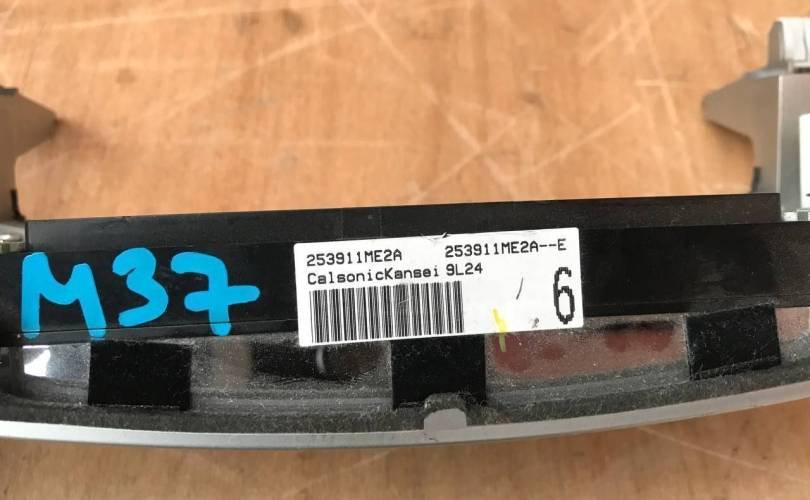 M37
253911ME2A 253911ME2A--E
CalsonicKansei 9L24
6